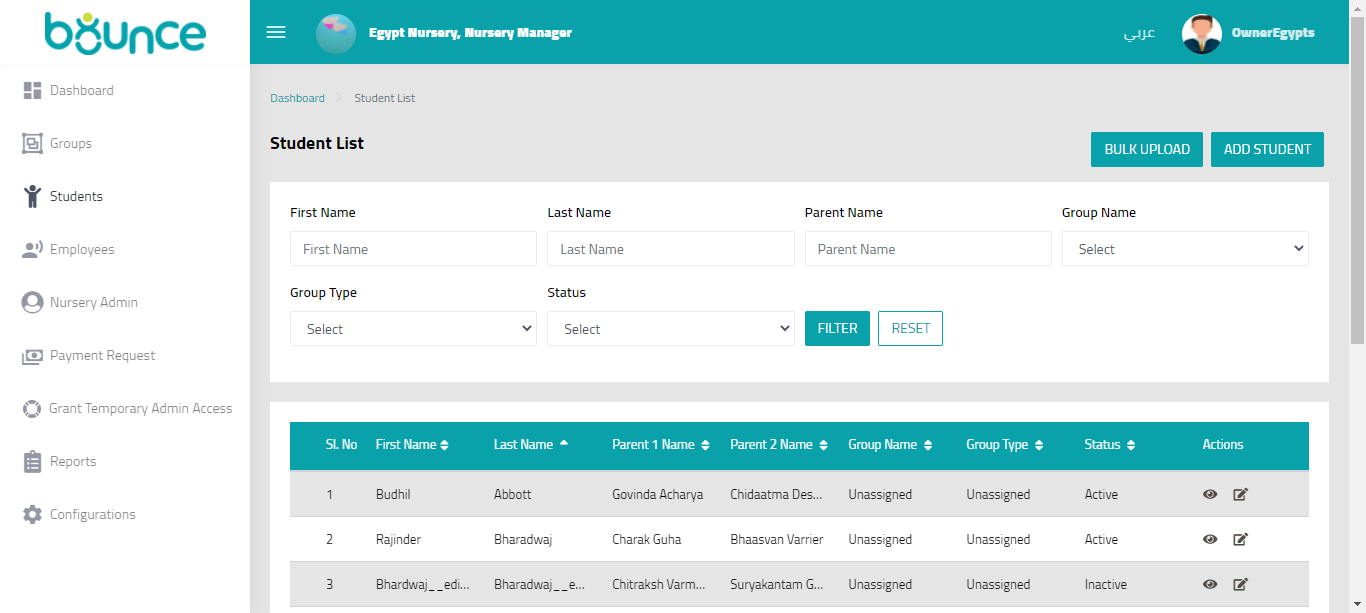 bounce
Egypt Nursery, Nursery Manager
عربي
OwnerEgypts
Dashboard
Groups
Students
Employees
Nursery Admin
Payment Request
Grant Temporary Admin Access
Reports
Configurations
Dashboard Student List
Student List
BULK UPLOAD
ADD STUDENT
First Name Last Name Parent Name Group Name
First Name Last Name Parent Name Select
Group Type Status
Select Select FILTER RESET
Sl. No First Name Last Name Parent 1 Name Parent 2 Name Group Name Group Type Status Actions
1 Budhil Abbott Govinda Acharya Chidaatma Des... Unassigned Unassigned Active
2 Rajinder Bharadwaj Charak Guha Bhaasvan Varrier Unassigned Unassigned Active
3 Bhardwaj__edi... Bharadwaj__e... Chitraksh Varm... Suryakantam G... Unassigned Unassigned Inactive